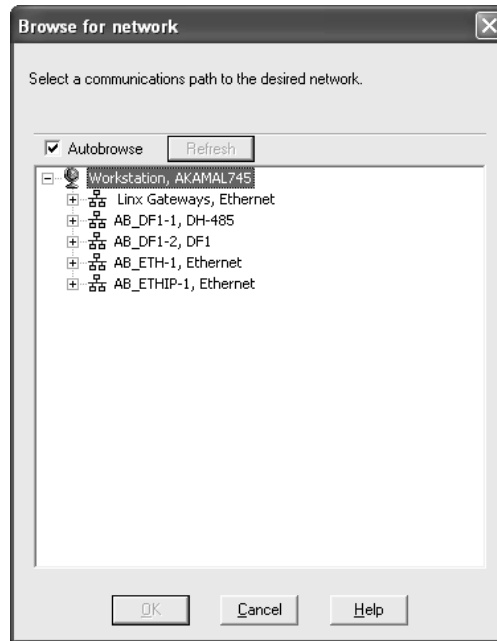 Browse for network
Select a communications path to the desired network.
Autobrowse Refresh
Workstation, AKAMAL745
Linx Gateways, Ethernet
AB_DF1-1, DH-485
AB_DF1-2, DF1
AB_ETH-1, Ethernet
AB_ETHIP-1, Ethernet
OK Cancel Help